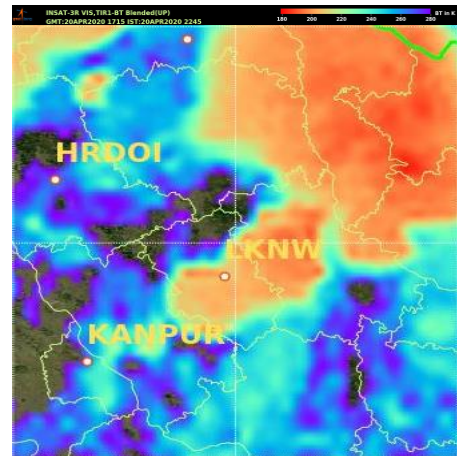 INSAT-3R VIS,TIR1-BT Blended(UP)
GMT:20APR2020 1715 IST:20APR2020 2245
180 200 220 240 260 280 BT in K
HRDOI
LKNW
KANPUR